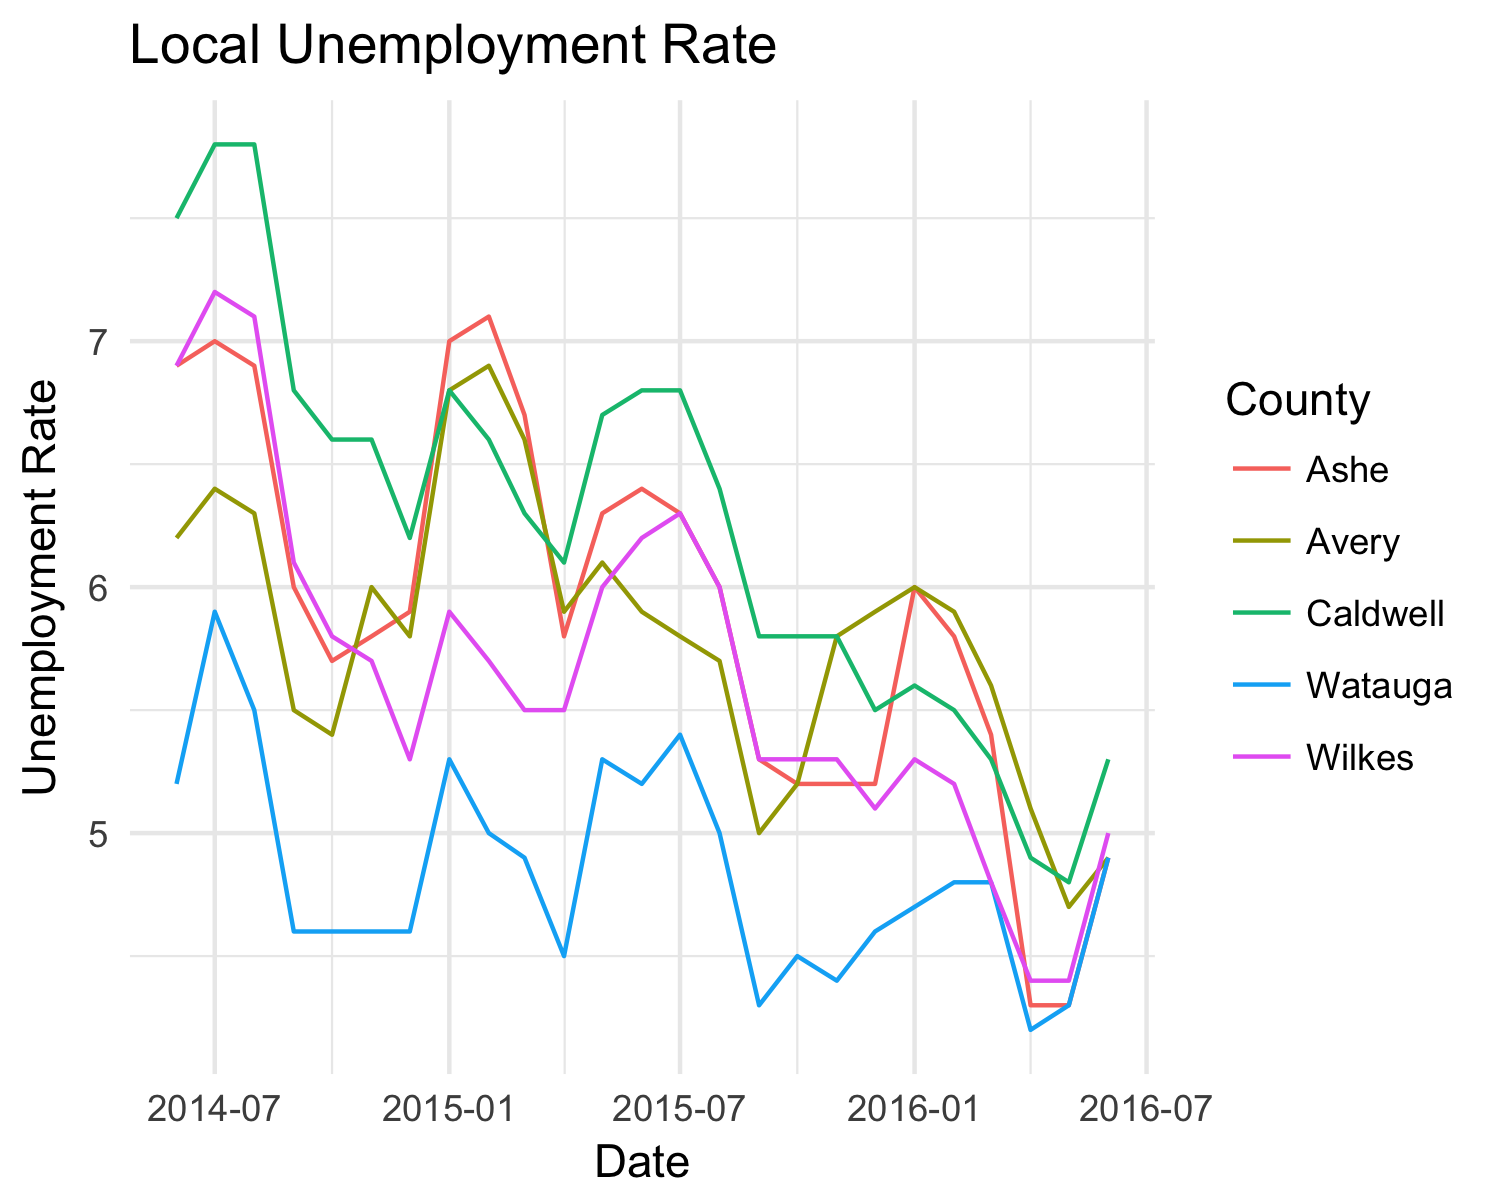 Local Unemployment Rate
Unemployment Rate
7
6
5
2014-07
2015-01
2015-07
2016-01
2016-07
Date
County
Ashe
Avery
Caldwell
Watauga
Wilkes